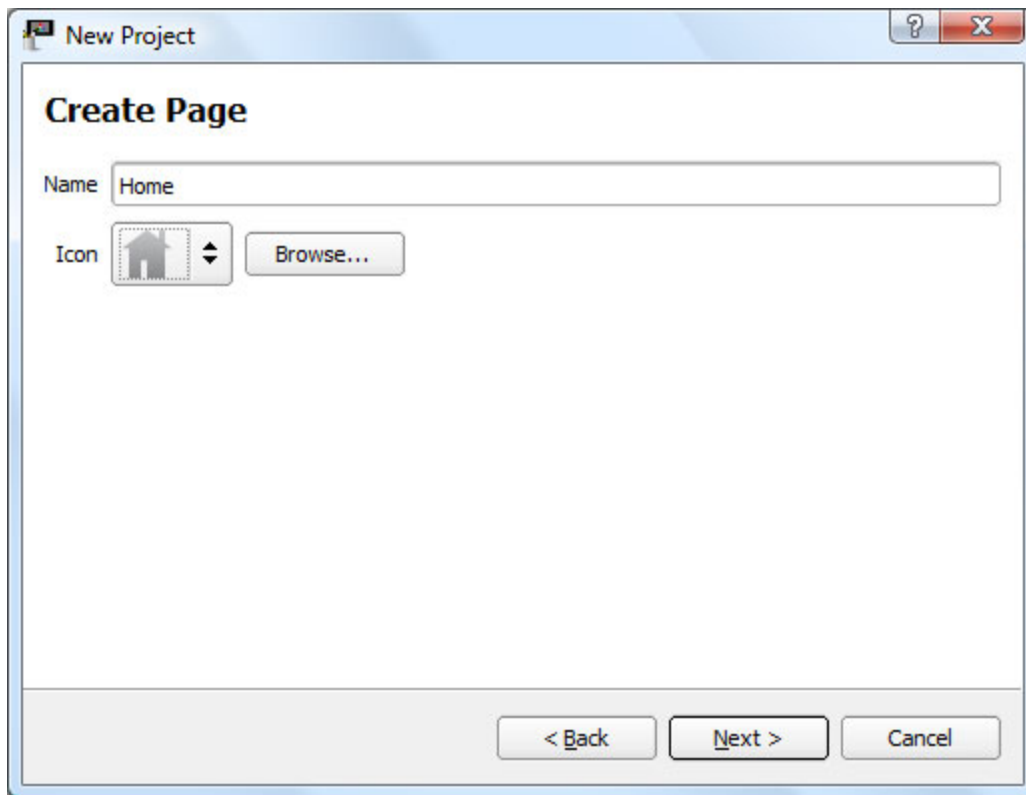 New Project
Create Page
Name Home
Icon Browse...
< Back Next > Cancel